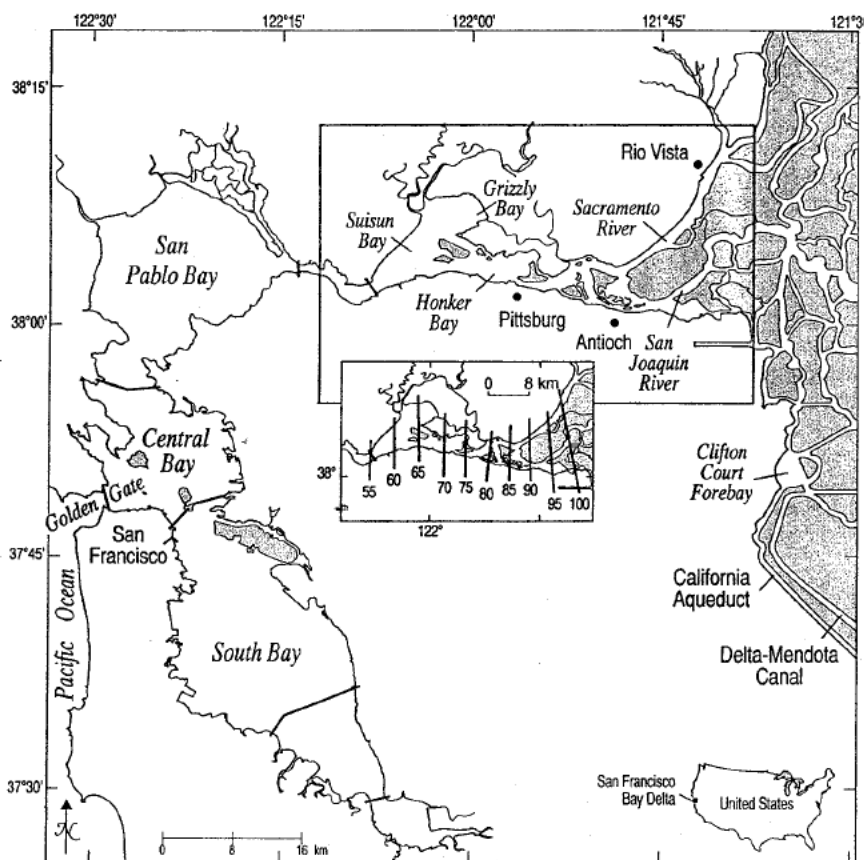 122°30'
122°15'
122°00'
121°45'
121°3
38°15'
Rio Vista
Grizzly
Bay
Suisun
Bay
Sacramento
River
San
Pablo Bay
Honker
Bay
Pittsburg
38°00'
Antioch
San
Joaquin
River
0 8 km
38°
55
60
65
70
75
80
85
90
95
100
122°
Central
Bay
Clifton
Court
Forebay
Golden Gate
San
Francisco
37°45'
California
Aqueduct
Pacific Ocean
South Bay
Delta-Mendota
Canal
37°30'
N
0 8 16 km
San Francisco
Bay Delta
United States